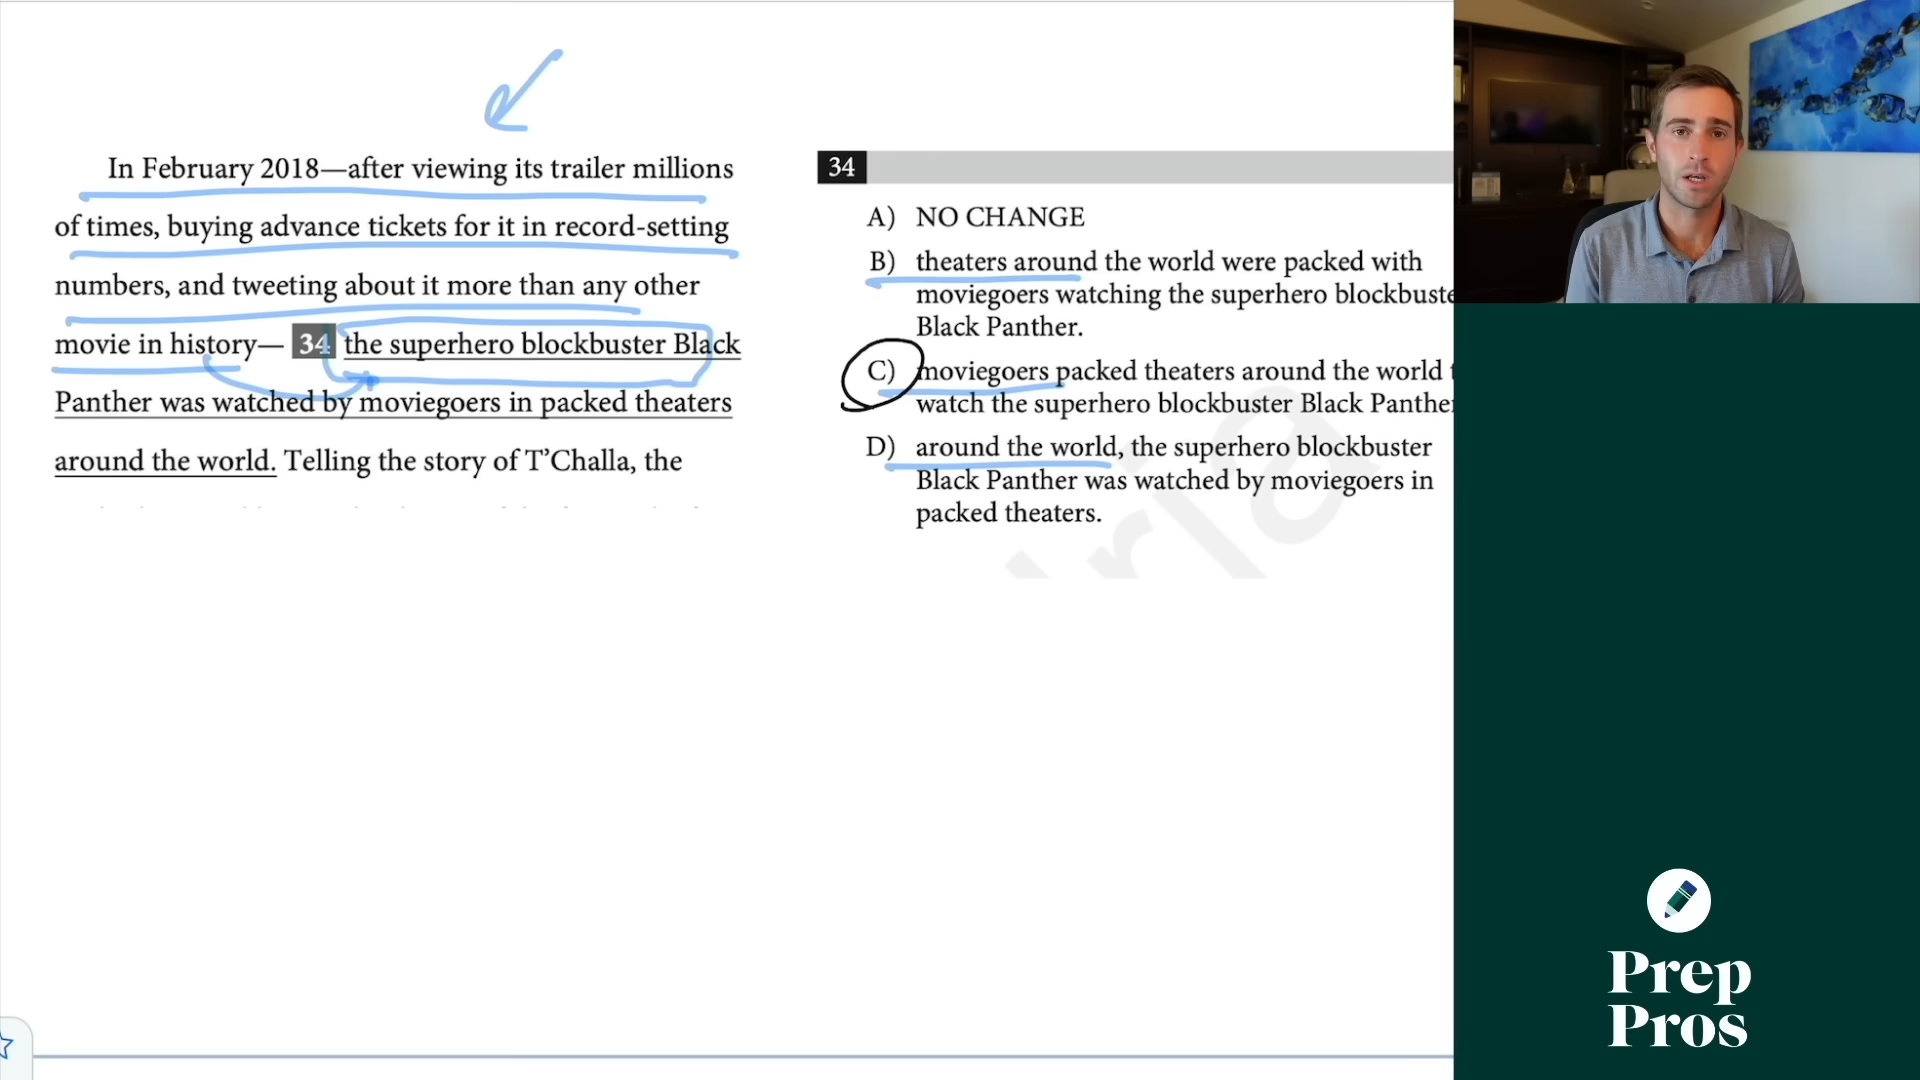 In February 2018—after viewing its trailer millions
of times, buying advance tickets for it in record-setting
numbers, and tweeting about it more than any other
movie in history— 34 the superhero blockbuster Black
Panther was watched by moviegoers in packed theaters
around the world. Telling the story of T’Challa, the
34
A) NO CHANGE
B) theaters around the world were packed with
moviegoers watching the superhero blockbuste
Black Panther.
C) moviegoers packed theaters around the world
watch the superhero blockbuster Black Panthe
D) around the world, the superhero blockbuster
Black Panther was watched by moviegoers in
packed theaters.
Prep
Pros